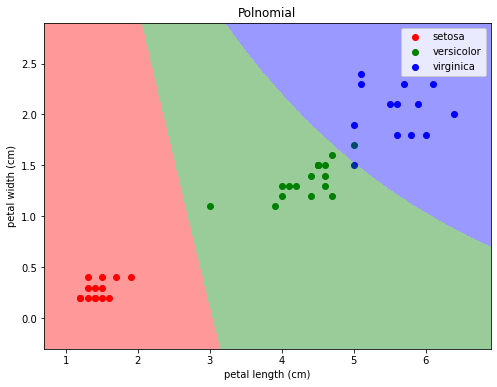 Polnomial
setosa
versicolor
virginica
petal width (cm)
2.5
2.0
1.5
1.0
0.5
0.0
1 2 3 4 5 6
petal length (cm)